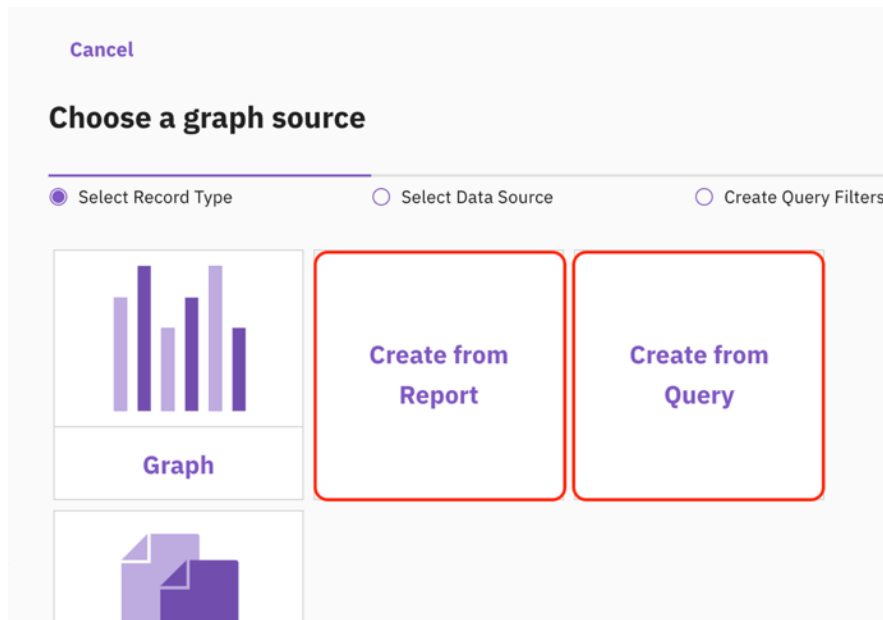 Cancel
Choose a graph source
Select Record Type
Select Data Source
Create Query Filters
Graph
Create from
Report
Create from
Query